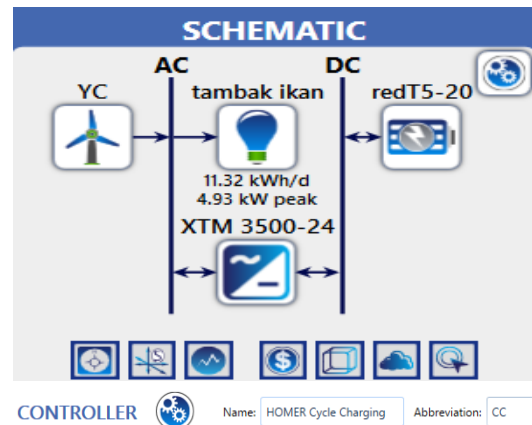 SCHEMATIC
AC DC
YC tambak ikan redT5-20
11.32 kWh/d
4.93 kW peak
XTM 3500-24
S
$
CONTROLLER Name: HOMER Cycle Charging Abbreviation: CC